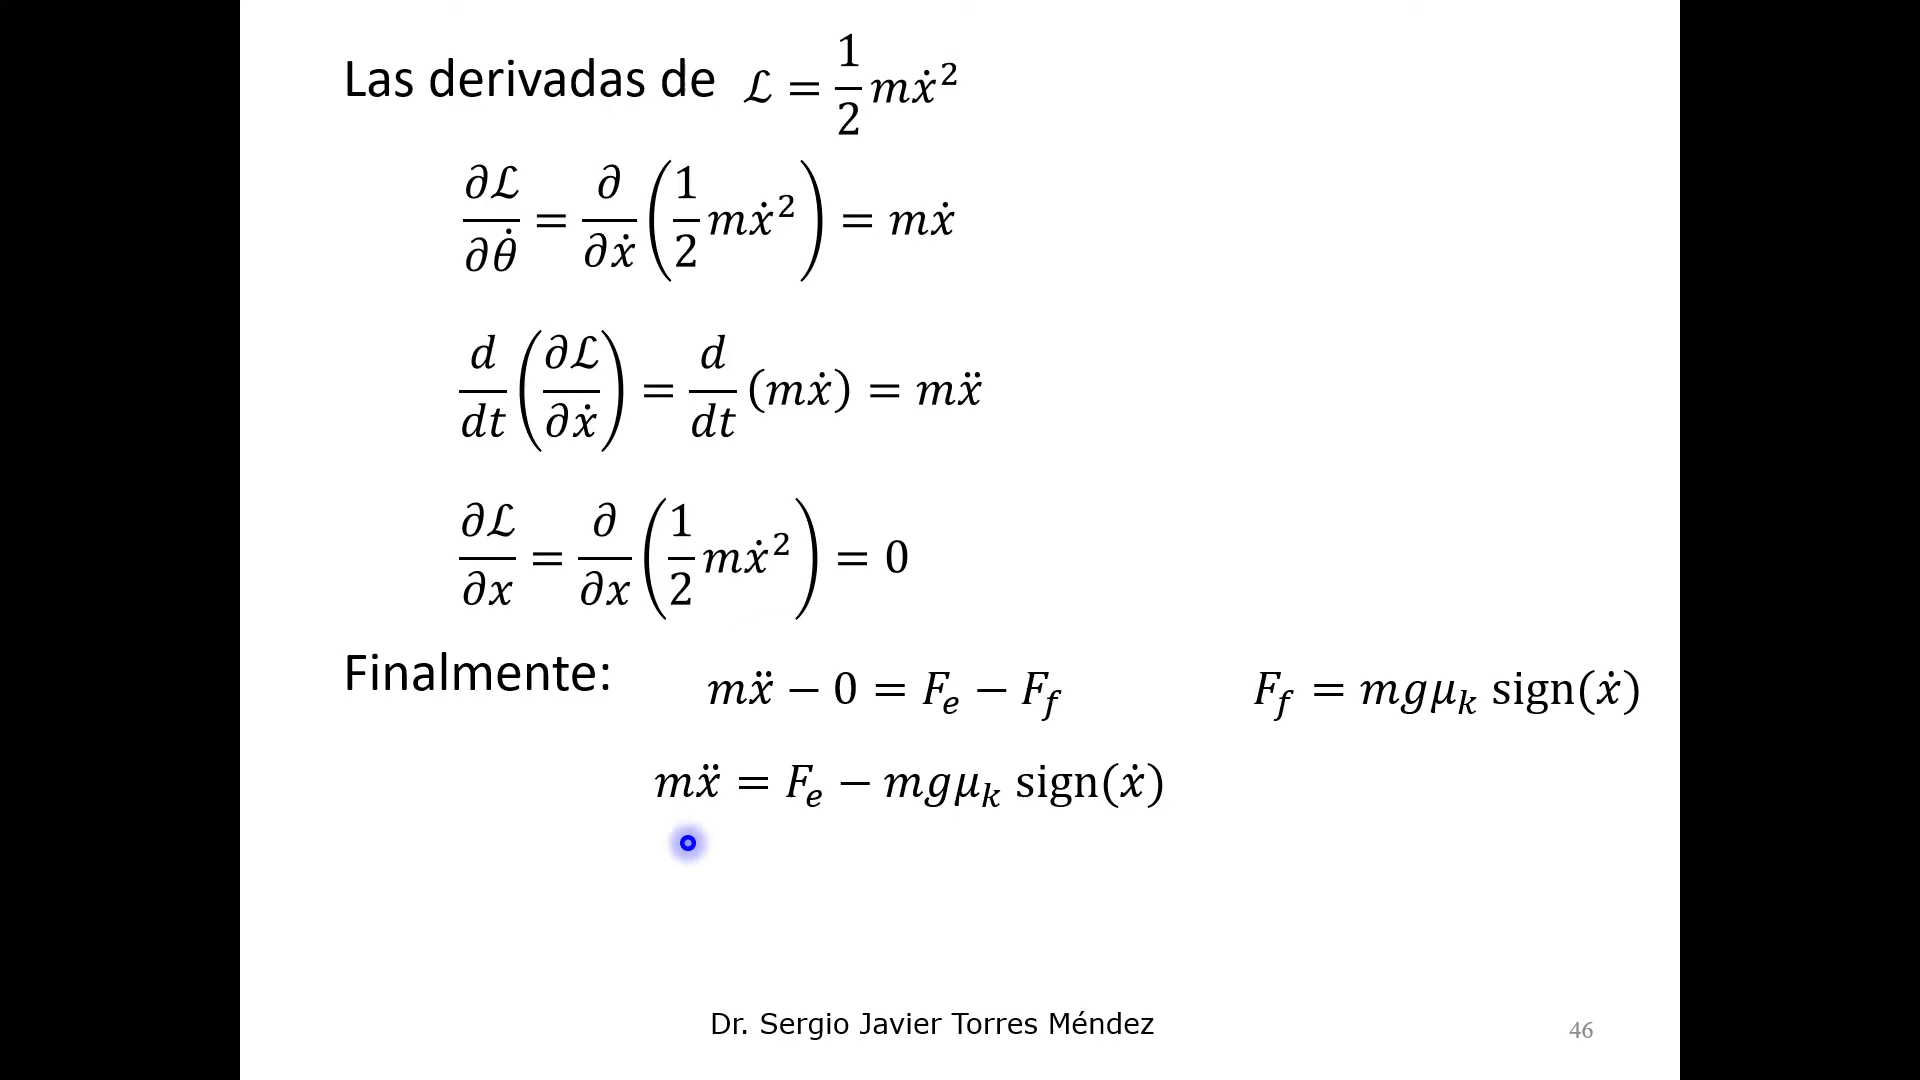 Las derivadas de ℒ = 1/2 mẋ²
∂ℒ/∂θ̇ = ∂/∂ẋ (1/2 mẋ²) = mẋ
d/dt (∂ℒ/∂ẋ) = d/dt (mẋ) = mẍ
∂ℒ/∂x = ∂/∂x (1/2 mẋ²) = 0
Finalmente: mẍ − 0 = F_e − F_f F_f = mgμ_k sign(ẋ)
mẍ = F_e − mgμ_k sign(ẋ)
Dr. Sergio Javier Torres Méndez 46